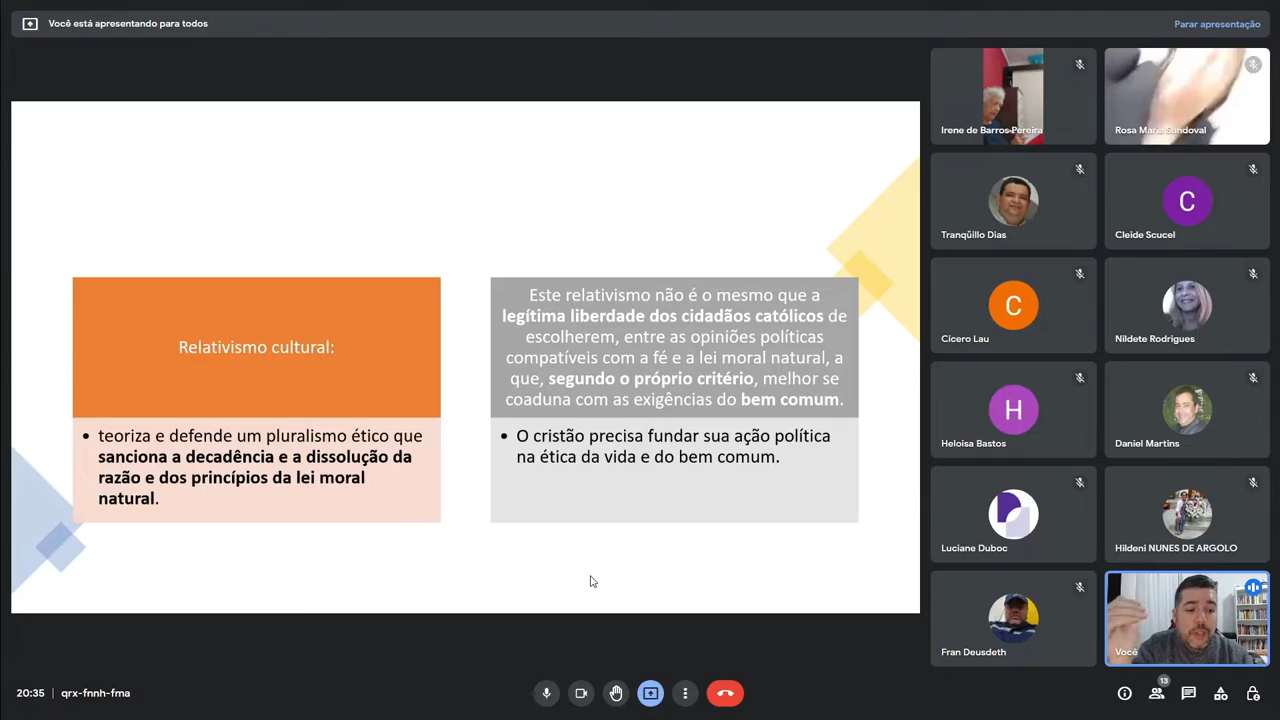 Você está apresentando para todos
Parar apresentação
Relativismo cultural:
teoriza e defende um pluralismo ético que
sanciona a decadência e a dissolução da
razão e dos princípios da lei moral
natural.
Este relativismo não é o mesmo que a
legítima liberdade dos cidadãos católicos de
escolherem, entre as opiniões políticas
compatíveis com a fé e a lei moral natural, a
que, segundo o próprio critério, melhor se
coaduna com as exigências do bem comum.
O cristão precisa fundar sua ação política
na ética da vida e do bem comum.
Irene de Barros Pereira
Rosa Maria Sandoval
Tranqüillo Dias
C
Cleide Scucel
C
Cicero Lau
Nildete Rodrigues
H
Heloisa Bastos
Daniel Martins
Luciane Duboc
Hildeni NUNES DE ARGOLO
Fran Deusdeth
Você
20:35 | qrx-fnnh-fma
13